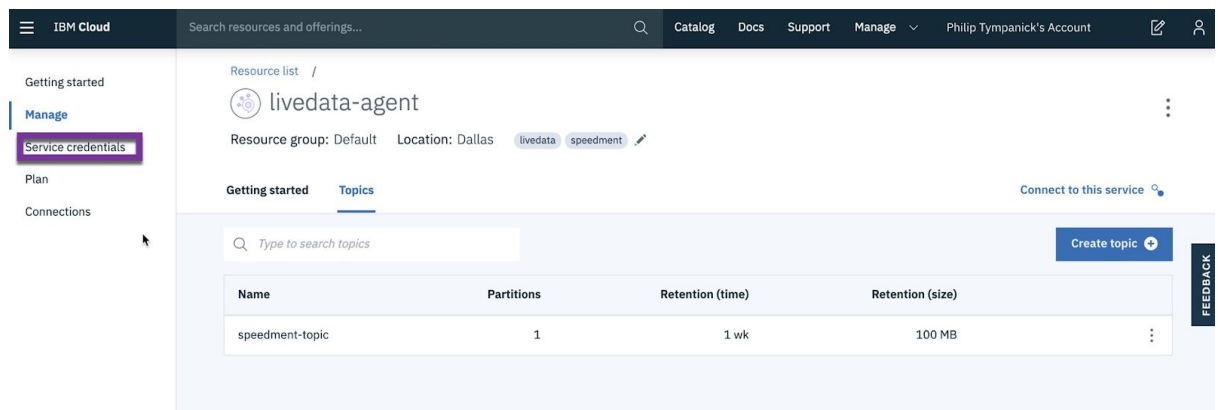 IBM Cloud Search resources and offerings... Catalog Docs Support Manage Philip Tympanick's Account
Getting started
Manage
Service credentials
Plan
Connections
Resource list /
livedata-agent
Resource group: Default Location: Dallas livedata speedment
Getting started Topics Connect to this service
Type to search topics Create topic
Name Partitions Retention (time) Retention (size)
speedment-topic 1 1 wk 100 MB
FEEDBACK